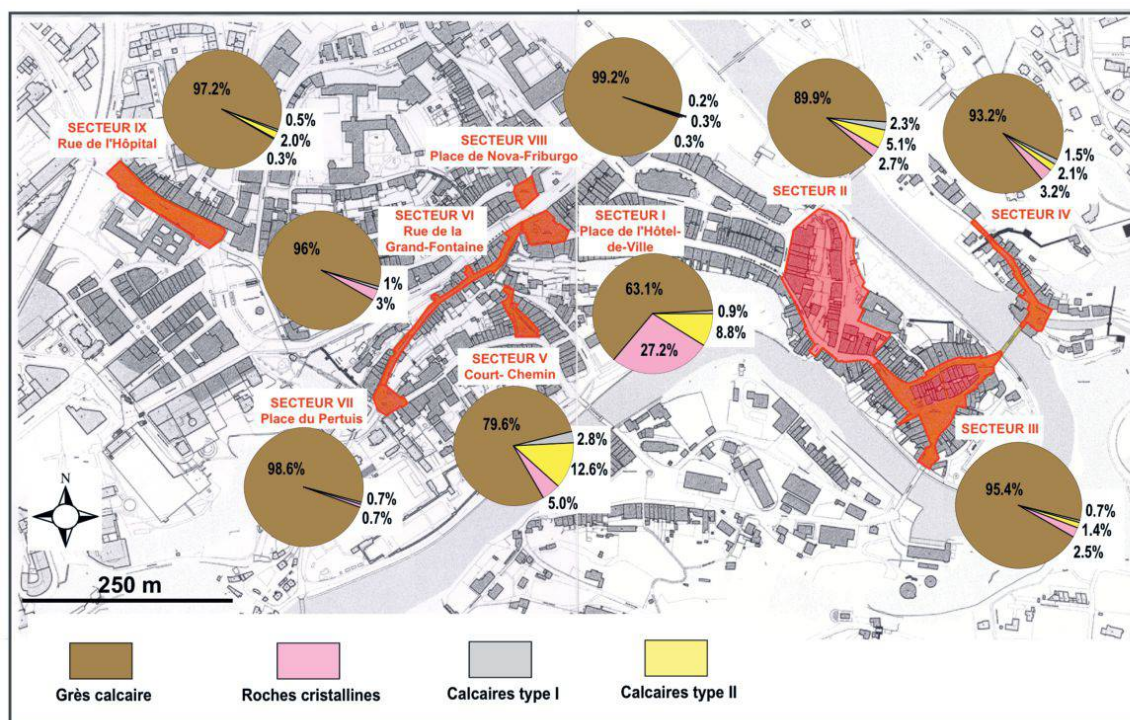 97.2%
0.5%
2.0%
0.3%
SECTEUR IX
Rue de l'Hôpital
99.2%
0.2%
0.3%
0.3%
SECTEUR VIII
Place de Nova-Friburgo
89.9%
2.3%
5.1%
2.7%
SECTEUR II
93.2%
1.5%
2.1%
3.2%
SECTEUR IV
SECTEUR VI
Rue de la
Grand-Fontaine
96%
1%
3%
SECTEUR I
Place de l'Hôtel-
de-Ville
63.1%
0.9%
8.8%
27.2%
SECTEUR V
Court- Chemin
79.6%
2.8%
12.6%
5.0%
SECTEUR VII
Place du Pertuis
98.6%
0.7%
0.7%
SECTEUR III
95.4%
0.7%
1.4%
2.5%
N
250 m
Grès calcaire
Roches cristallines
Calcaires type I
Calcaires type II